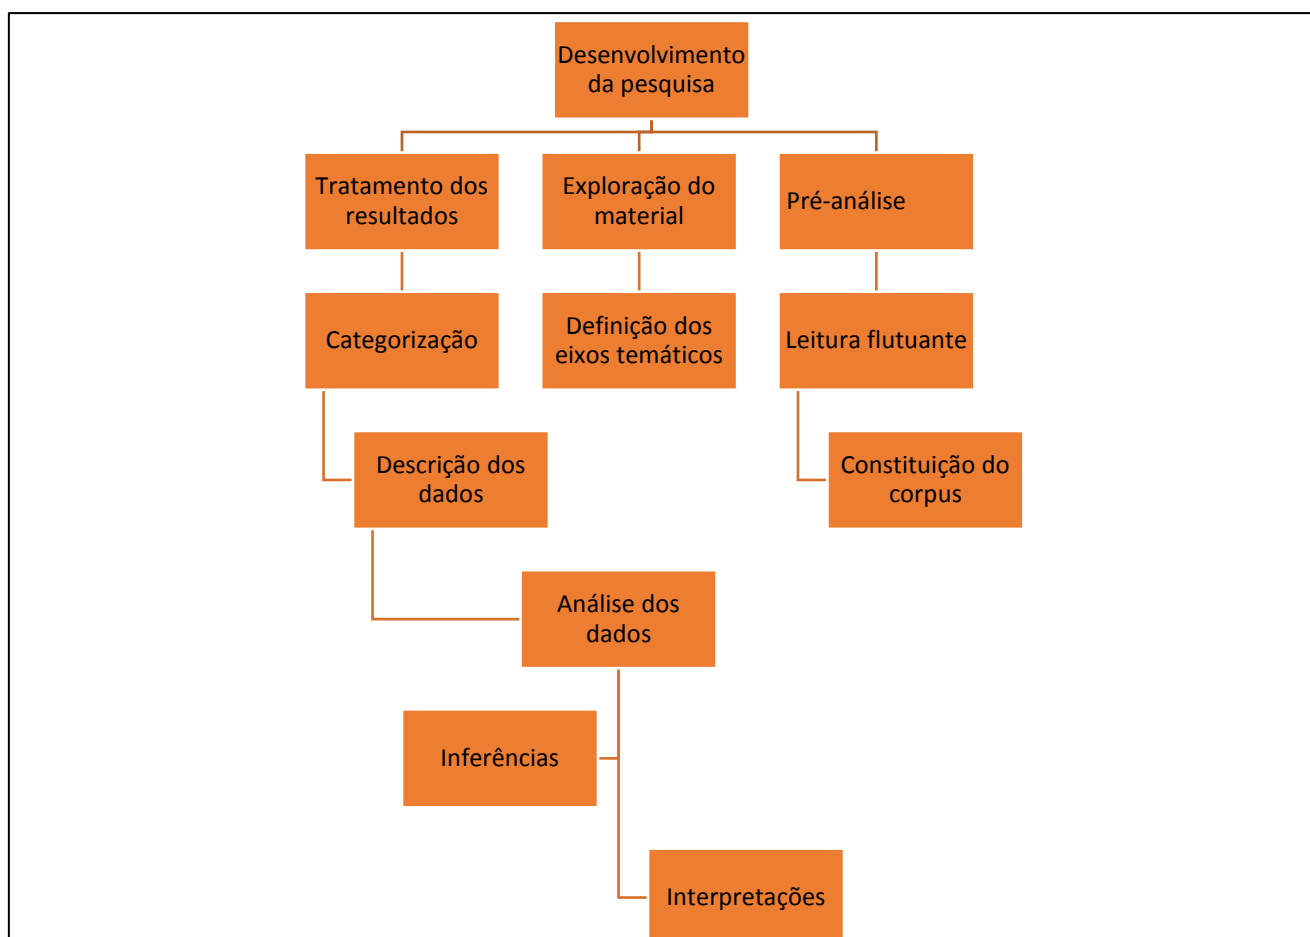 Desenvolvimento
da pesquisa
Tratamento dos
resultados
Exploração do
material
Pré-análise
Categorização
Definição dos
eixos temáticos
Leitura flutuante
Descrição dos
dados
Constituição do
corpus
Análise dos
dados
Inferências
Interpretações